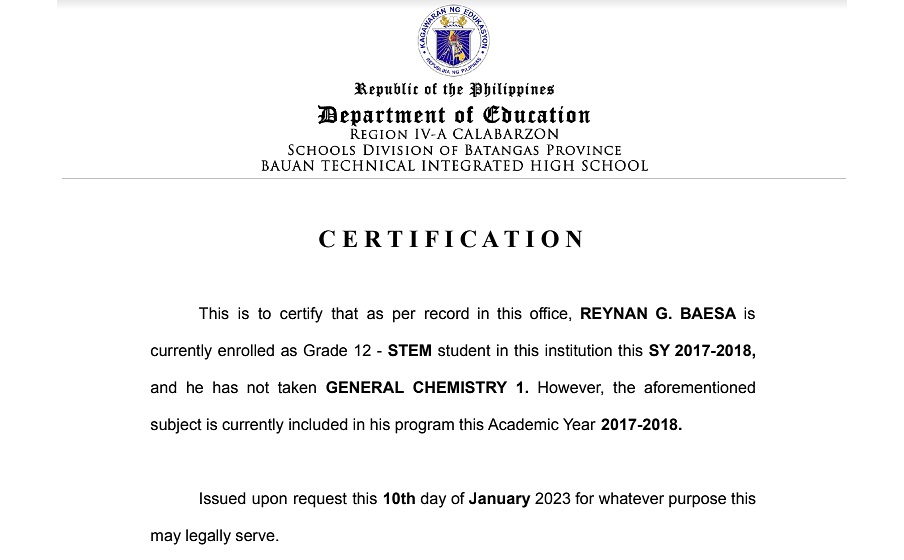 KAGAWARAN NG EDUKASYON
REPUBLIKA NG PILIPINAS
Republic of the Philippines
Department of Education
REGION IV-A CALABARZON
SCHOOLS DIVISION OF BATANGAS PROVINCE
BAUAN TECHNICAL INTEGRATED HIGH SCHOOL
CERTIFICATION
This is to certify that as per record in this office, REYNAN G. BAESA is
currently enrolled as Grade 12 - STEM student in this institution this SY 2017-2018,
and he has not taken GENERAL CHEMISTRY 1. However, the aforementioned
subject is currently included in his program this Academic Year 2017-2018.
Issued upon request this 10th day of January 2023 for whatever purpose this
may legally serve.